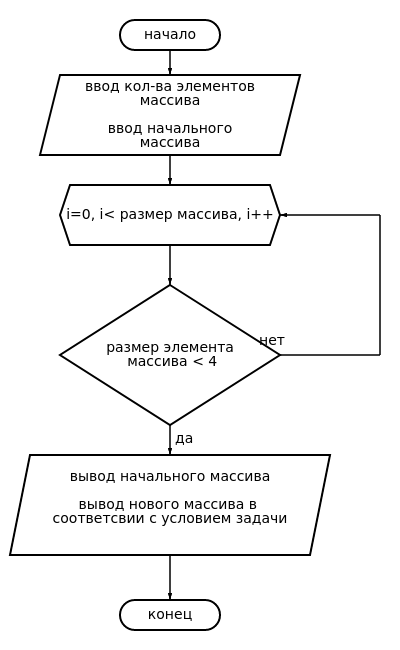 начало
ввод кол-ва элементов
массива
ввод начального
массива
i=0, i< размер массива, i++
размер элемента
массива < 4
нет
да
вывод начального массива
вывод нового массива в
соответсвии с условием задачи
конец